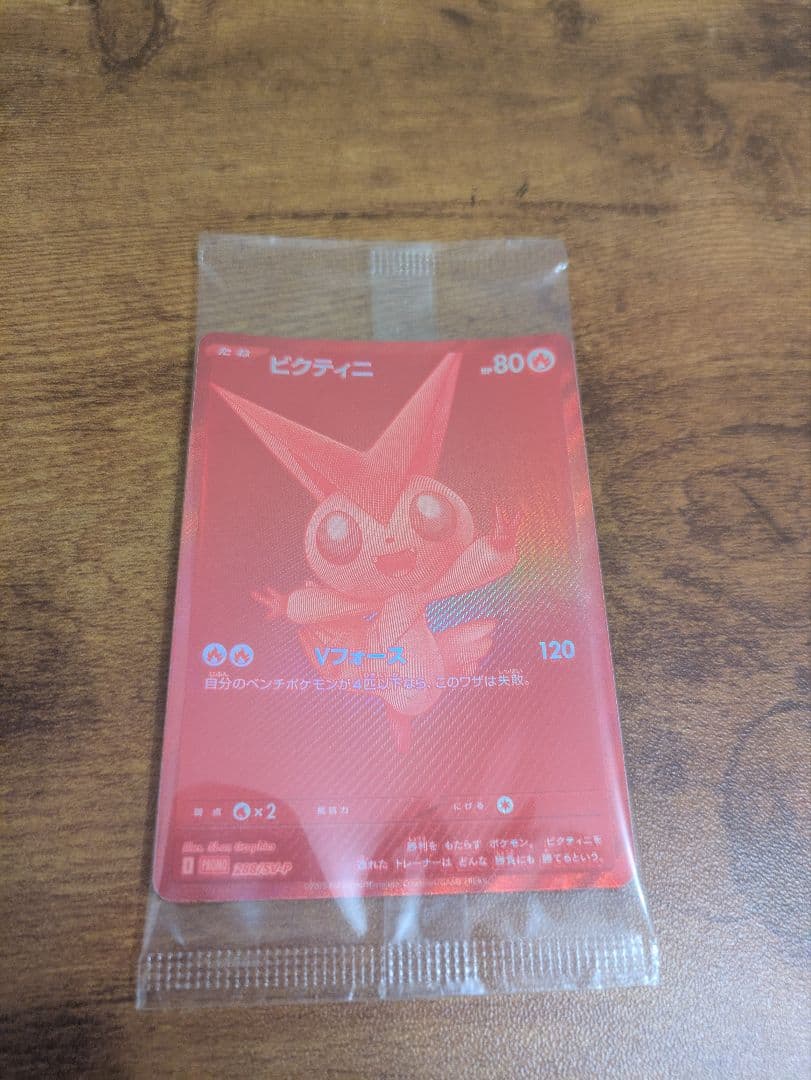 たね ビクティニ HP80
Vフォース 120
自分のベンチポケモンが4匹以下なら、このワザは失敗。
弱点 ×2 抵抗力 にげる
勝利を もたらす ポケモン。 ビクティニを
連れた トレーナーは どんな 勝負にも 勝てるという。
I PROMO 288/SV-P